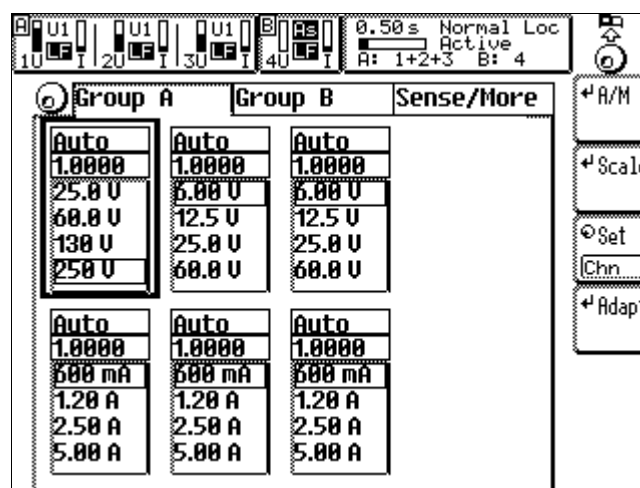 A U1 U1 U1 B As 0.50s Normal Loc
LF LF LF LF Active
1U I 2U I 3U I 4U I A: 1+2+3 B: 4
Group A Group B Sense/More
A/M
Auto Auto Auto
1.0000 1.0000 1.0000
25.0 V 6.00 V 6.00 V
60.0 V 12.5 V 12.5 V
130 V 25.0 V 25.0 V
250 V 60.0 V 60.0 V
Scale
Set
Chn
Adap
Auto Auto Auto
1.0000 1.0000 1.0000
600 mA 600 mA 600 mA
1.20 A 1.20 A 1.20 A
2.50 A 2.50 A 2.50 A
5.00 A 5.00 A 5.00 A